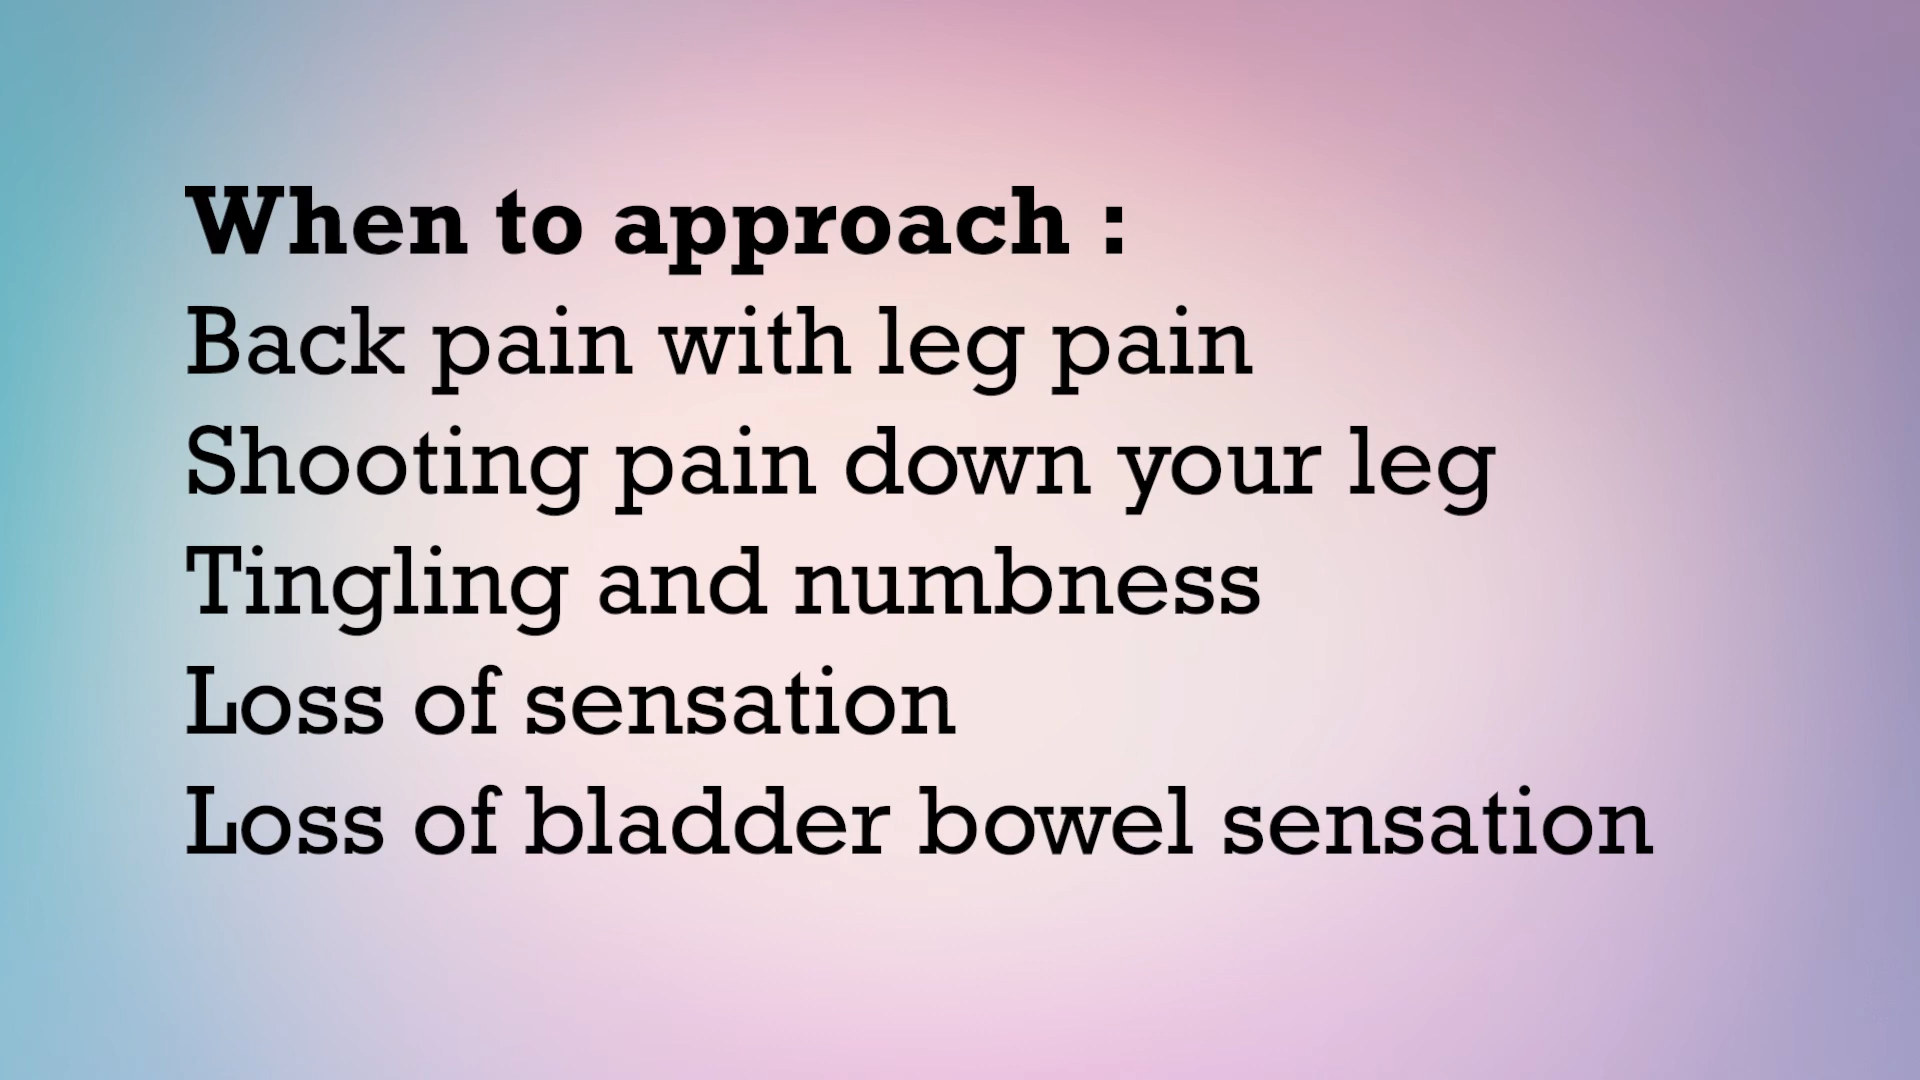 When to approach :
Back pain with leg pain
Shooting pain down your leg
Tingling and numbness
Loss of sensation
Loss of bladder bowel sensation